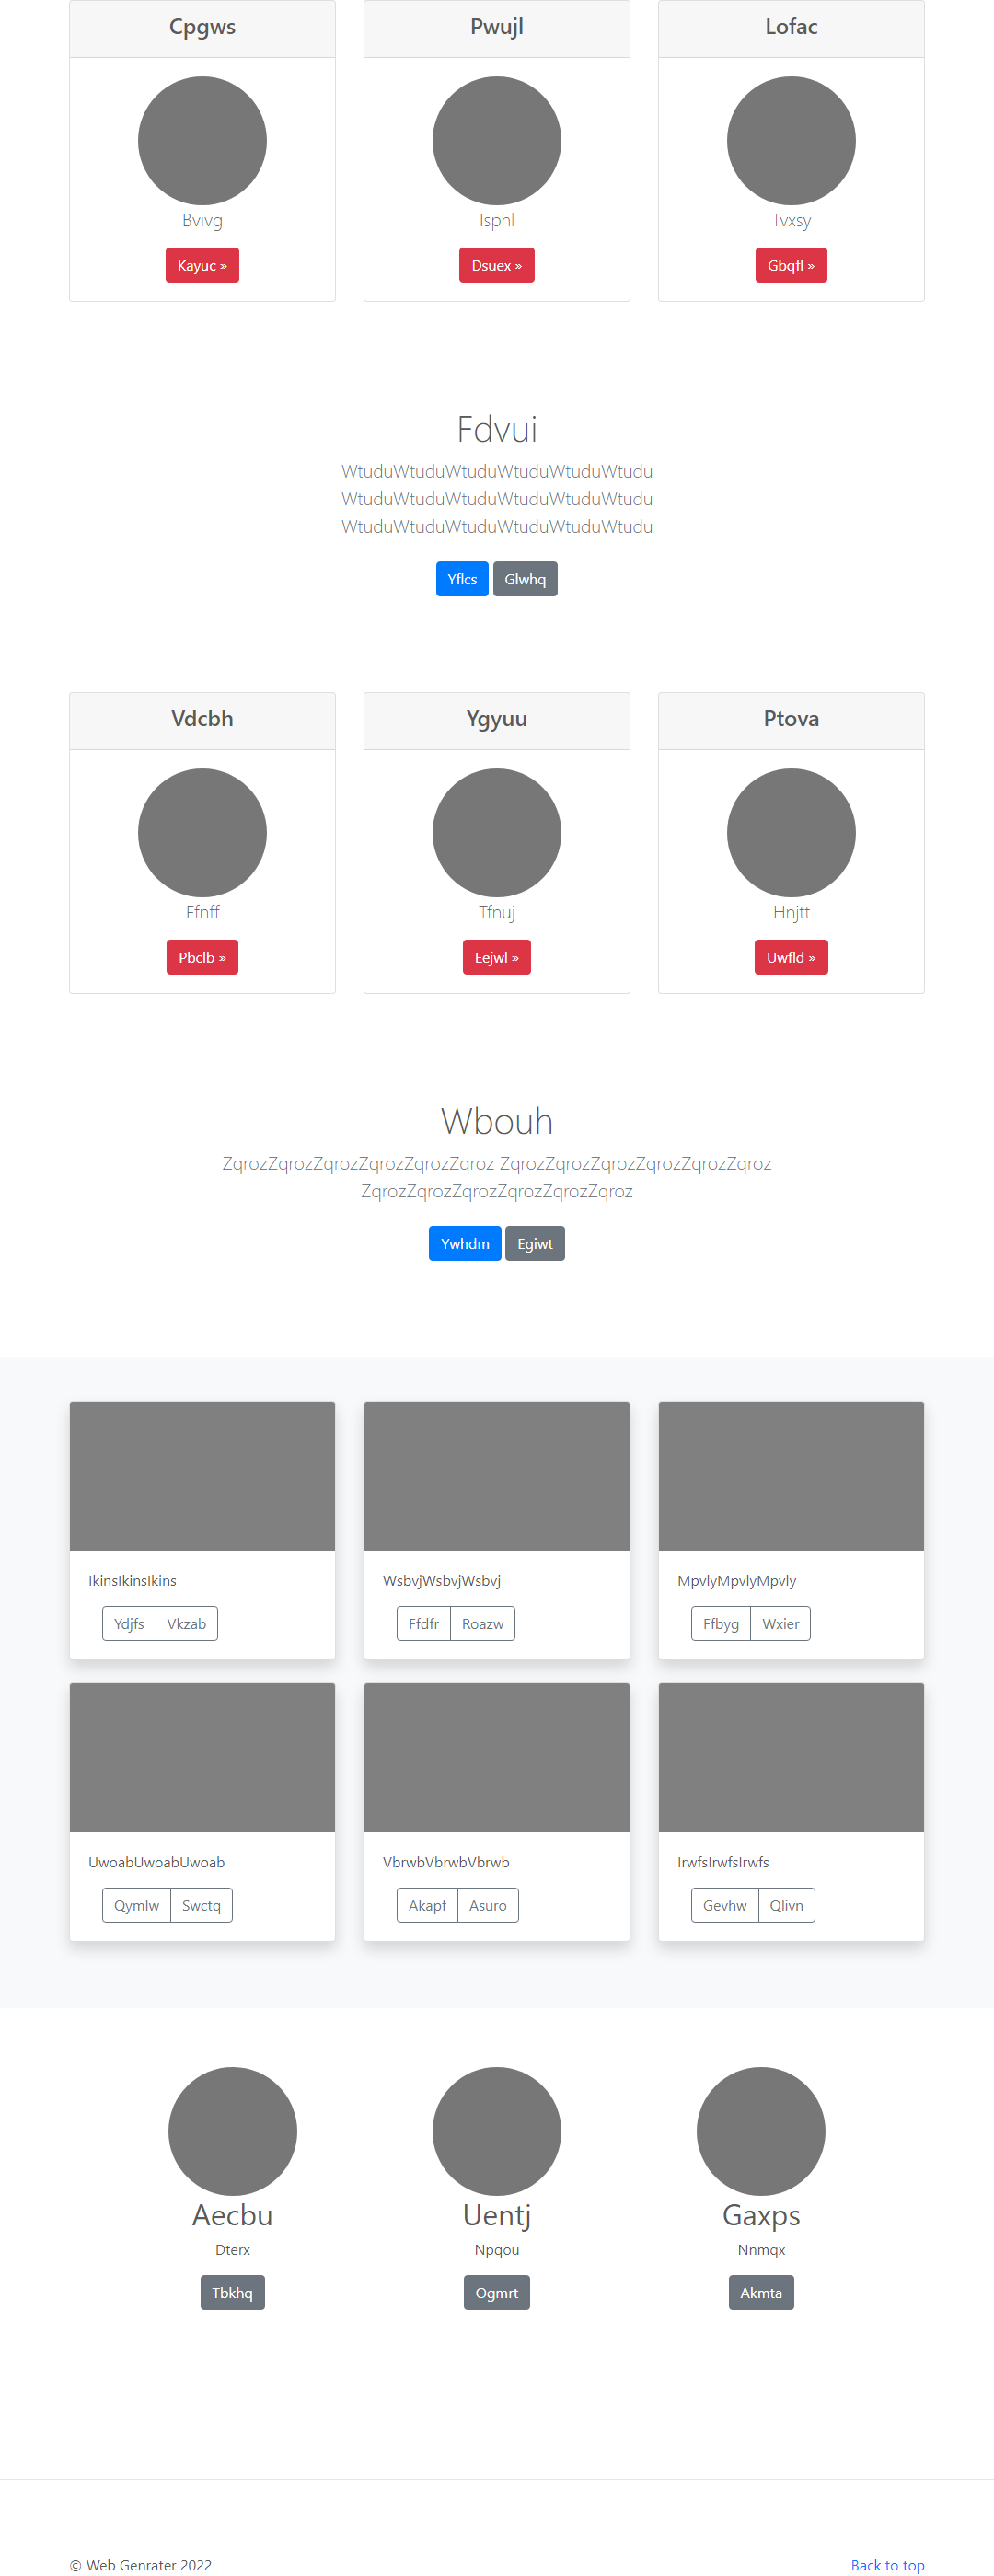 Cpgws Pwujl Lofac
Bvivg Isphl Tvxsy
Kayuc » Dsuex » Gbqfl »
Fdvui
WtuduWtuduWtuduWtuduWtuduWtudu
WtuduWtuduWtuduWtuduWtuduWtudu
WtuduWtuduWtuduWtuduWtuduWtudu
Yflcs Glwhq
Vdcbh Ygyuu Ptova
Ffnff Tfnuj Hnjtt
Pbclb » Eejwl » Uwfld »
Wbouh
ZqrozZqrozZqrozZqrozZqrozZqroz ZqrozZqrozZqrozZqrozZqrozZqroz
ZqrozZqrozZqrozZqrozZqrozZqroz
Ywhdm Egiwt
IkinsIkinsIkins WsbvjWsbvjWsbvj MpvlyMpvlyMpvly
Ydjfs Vkzab Ffdfr Roazw Ffbyg Wxier
UwoabUwoabUwoab VbrwbVbrwbVbrwb IrwfsIrwfsIrwfs
Qymlw Swctq Akapf Asuro Gevhw Qlivn
Aecbu Uentj Gaxps
Dterx Npqou Nnmqx
Tbkhq Ogmrt Akmta
© Web Genrater 2022 Back to top